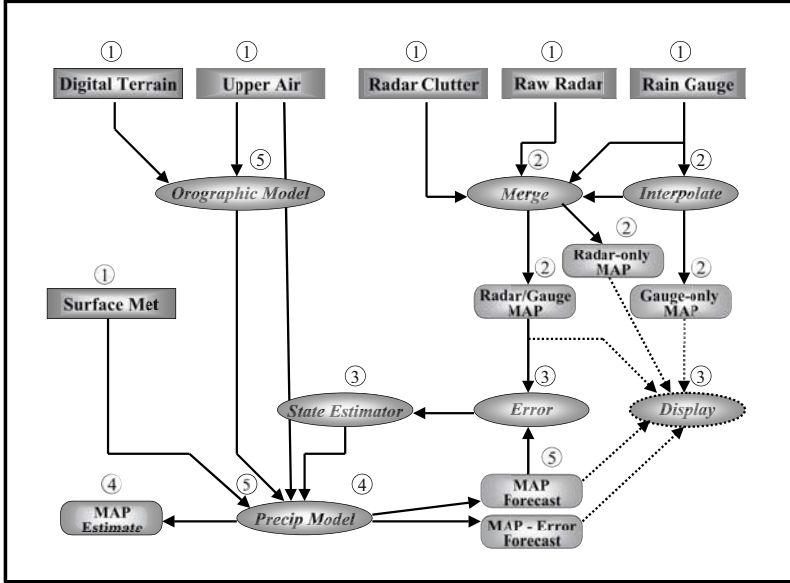 ① ① ① ① ①
Digital Terrain
Upper Air
Radar Clutter
Raw Radar
Rain Gauge
⑤ ② ②
Orographic Model
Merge
Interpolate
②
Radar-only
MAP
① ② ②
Surface Met
Radar/Gauge
MAP
Gauge-only
MAP
③ ③ ③
State Estimator
Error
Display
④ ⑤ ④ ⑤
MAP
Estimate
Precip Model
MAP
Forecast
MAP - Error
Forecast